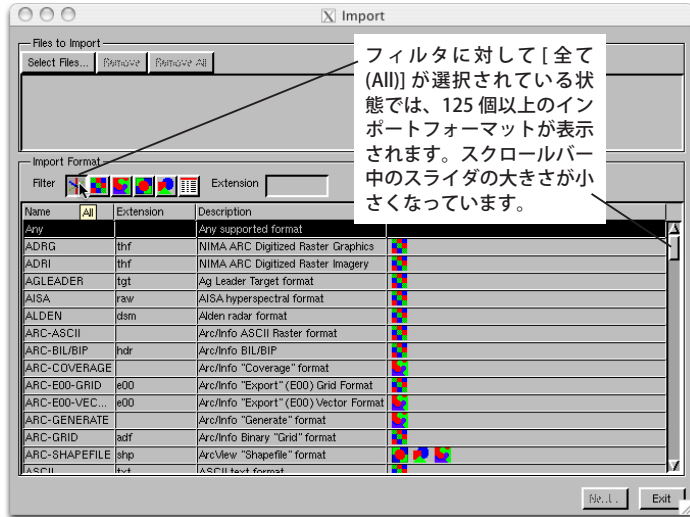 Import
Files to Import
Select Files... Remove Remove All
フィルタに対して [ 全て
(All)] が選択されている状
態では、125 個以上のイン
ポートフォーマットが表示
されます。スクロールバー
中のスライダの大きさが小
さくなっています。
Import Format
Filter Extension
Name All Extension Description
Any Any supported format
ADRG thf NIMA ARC Digitized Raster Graphics
ADRI thf NIMA ARC Digitized Raster Imagery
AGLEADER tgt Ag Leader Target format
AISA raw AISA hyperspectral format
ALDEN dsm Alden radar format
ARC-ASCII Arc/Info ASCII Raster format
ARC-BIL/BIP hdr Arc/Info BIL/BIP
ARC-COVERAGE Arc/Info "Coverage" format
ARC-E00-GRID e00 Arc/Info "Export" (E00) Grid Format
ARC-E00-VEC... e00 Arc/Info "Export" (E00) Vector Format
ARC-GENERATE Arc/Info "Generate" format
ARC-GRID adf Arc/Info Binary "Grid" format
ARC-SHAPEFILE shp ArcView "Shapefile" format
ASCII txt ASCII text format
Exit